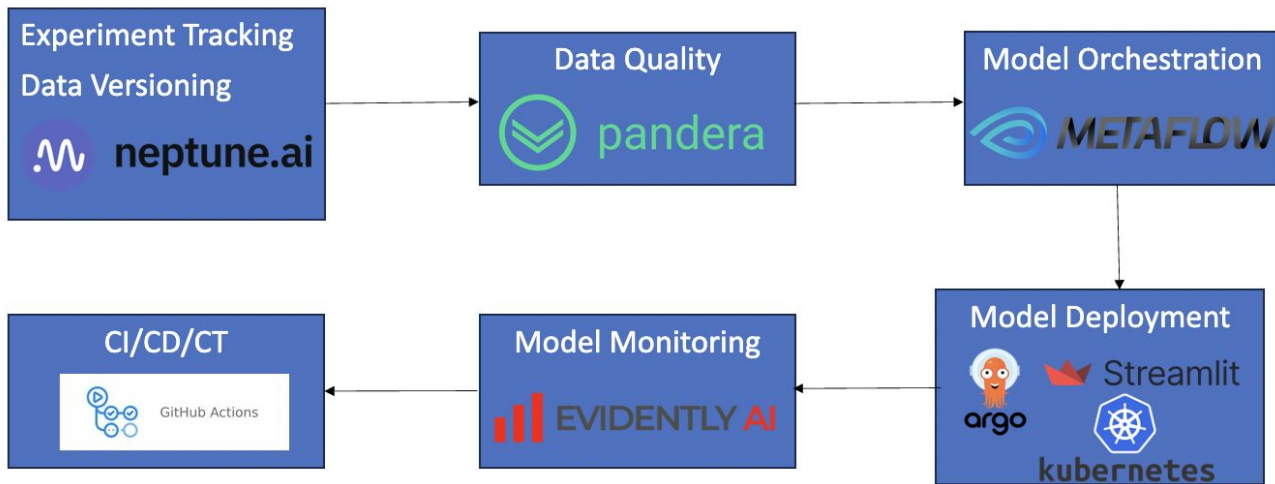 Experiment Tracking
Data Versioning
neptune.ai
Data Quality
pandera
Model Orchestration
METAFLOW
CI/CD/CT
GitHub Actions
Model Monitoring
EVIDENTLY AI
Model Deployment
argo
Streamlit
kubernetes